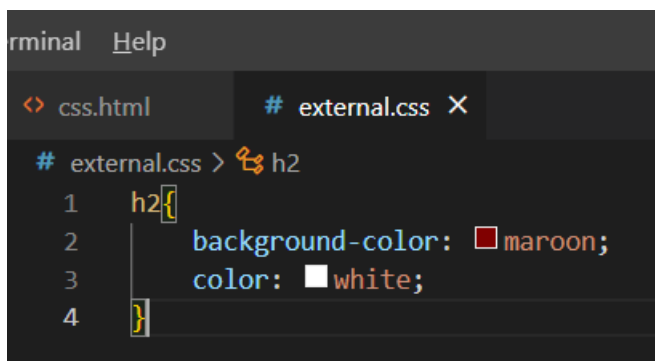 rminal Help
css.html # external.css ×
# external.css > h2
1 h2{
2 background-color: maroon;
3 color: white;
4 }